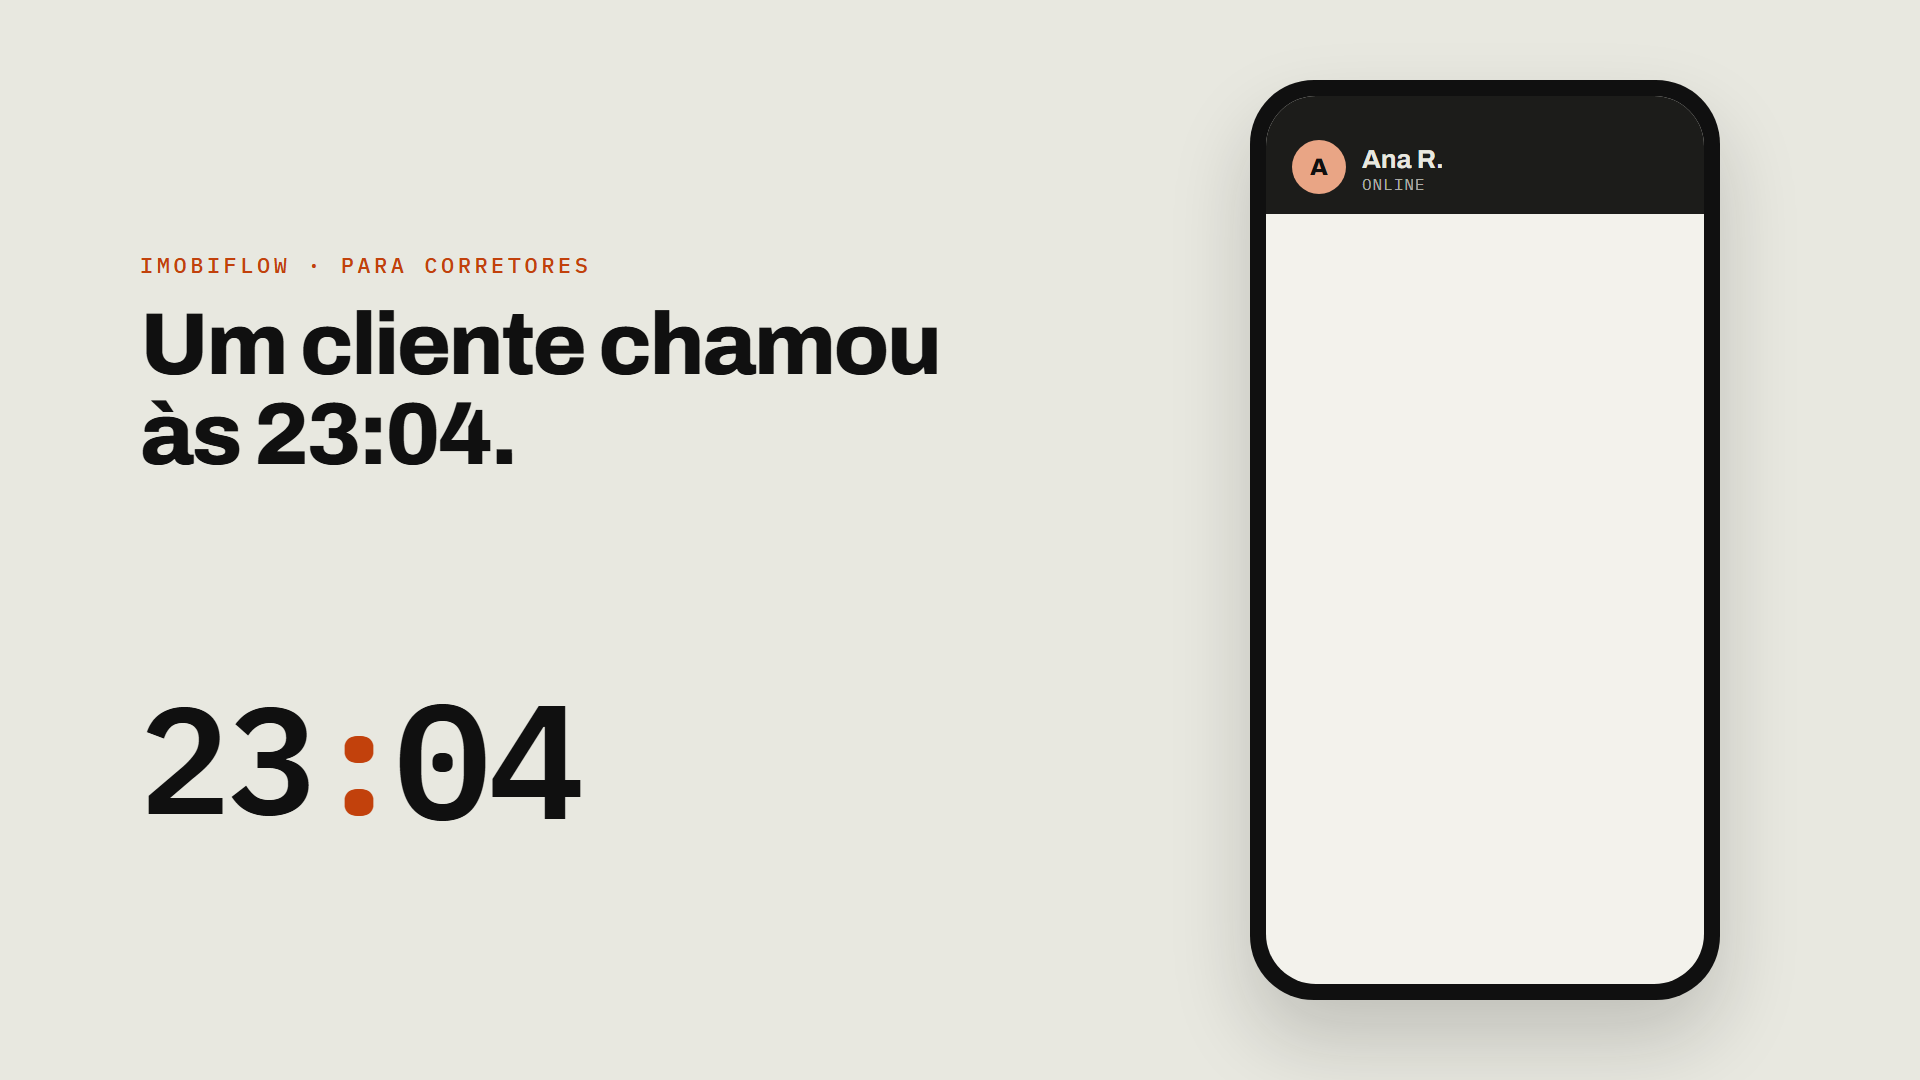 IMOBIFLOW · PARA CORRETORES
Um cliente chamou
às 23:04.
23:04
A
Ana R.
ONLINE